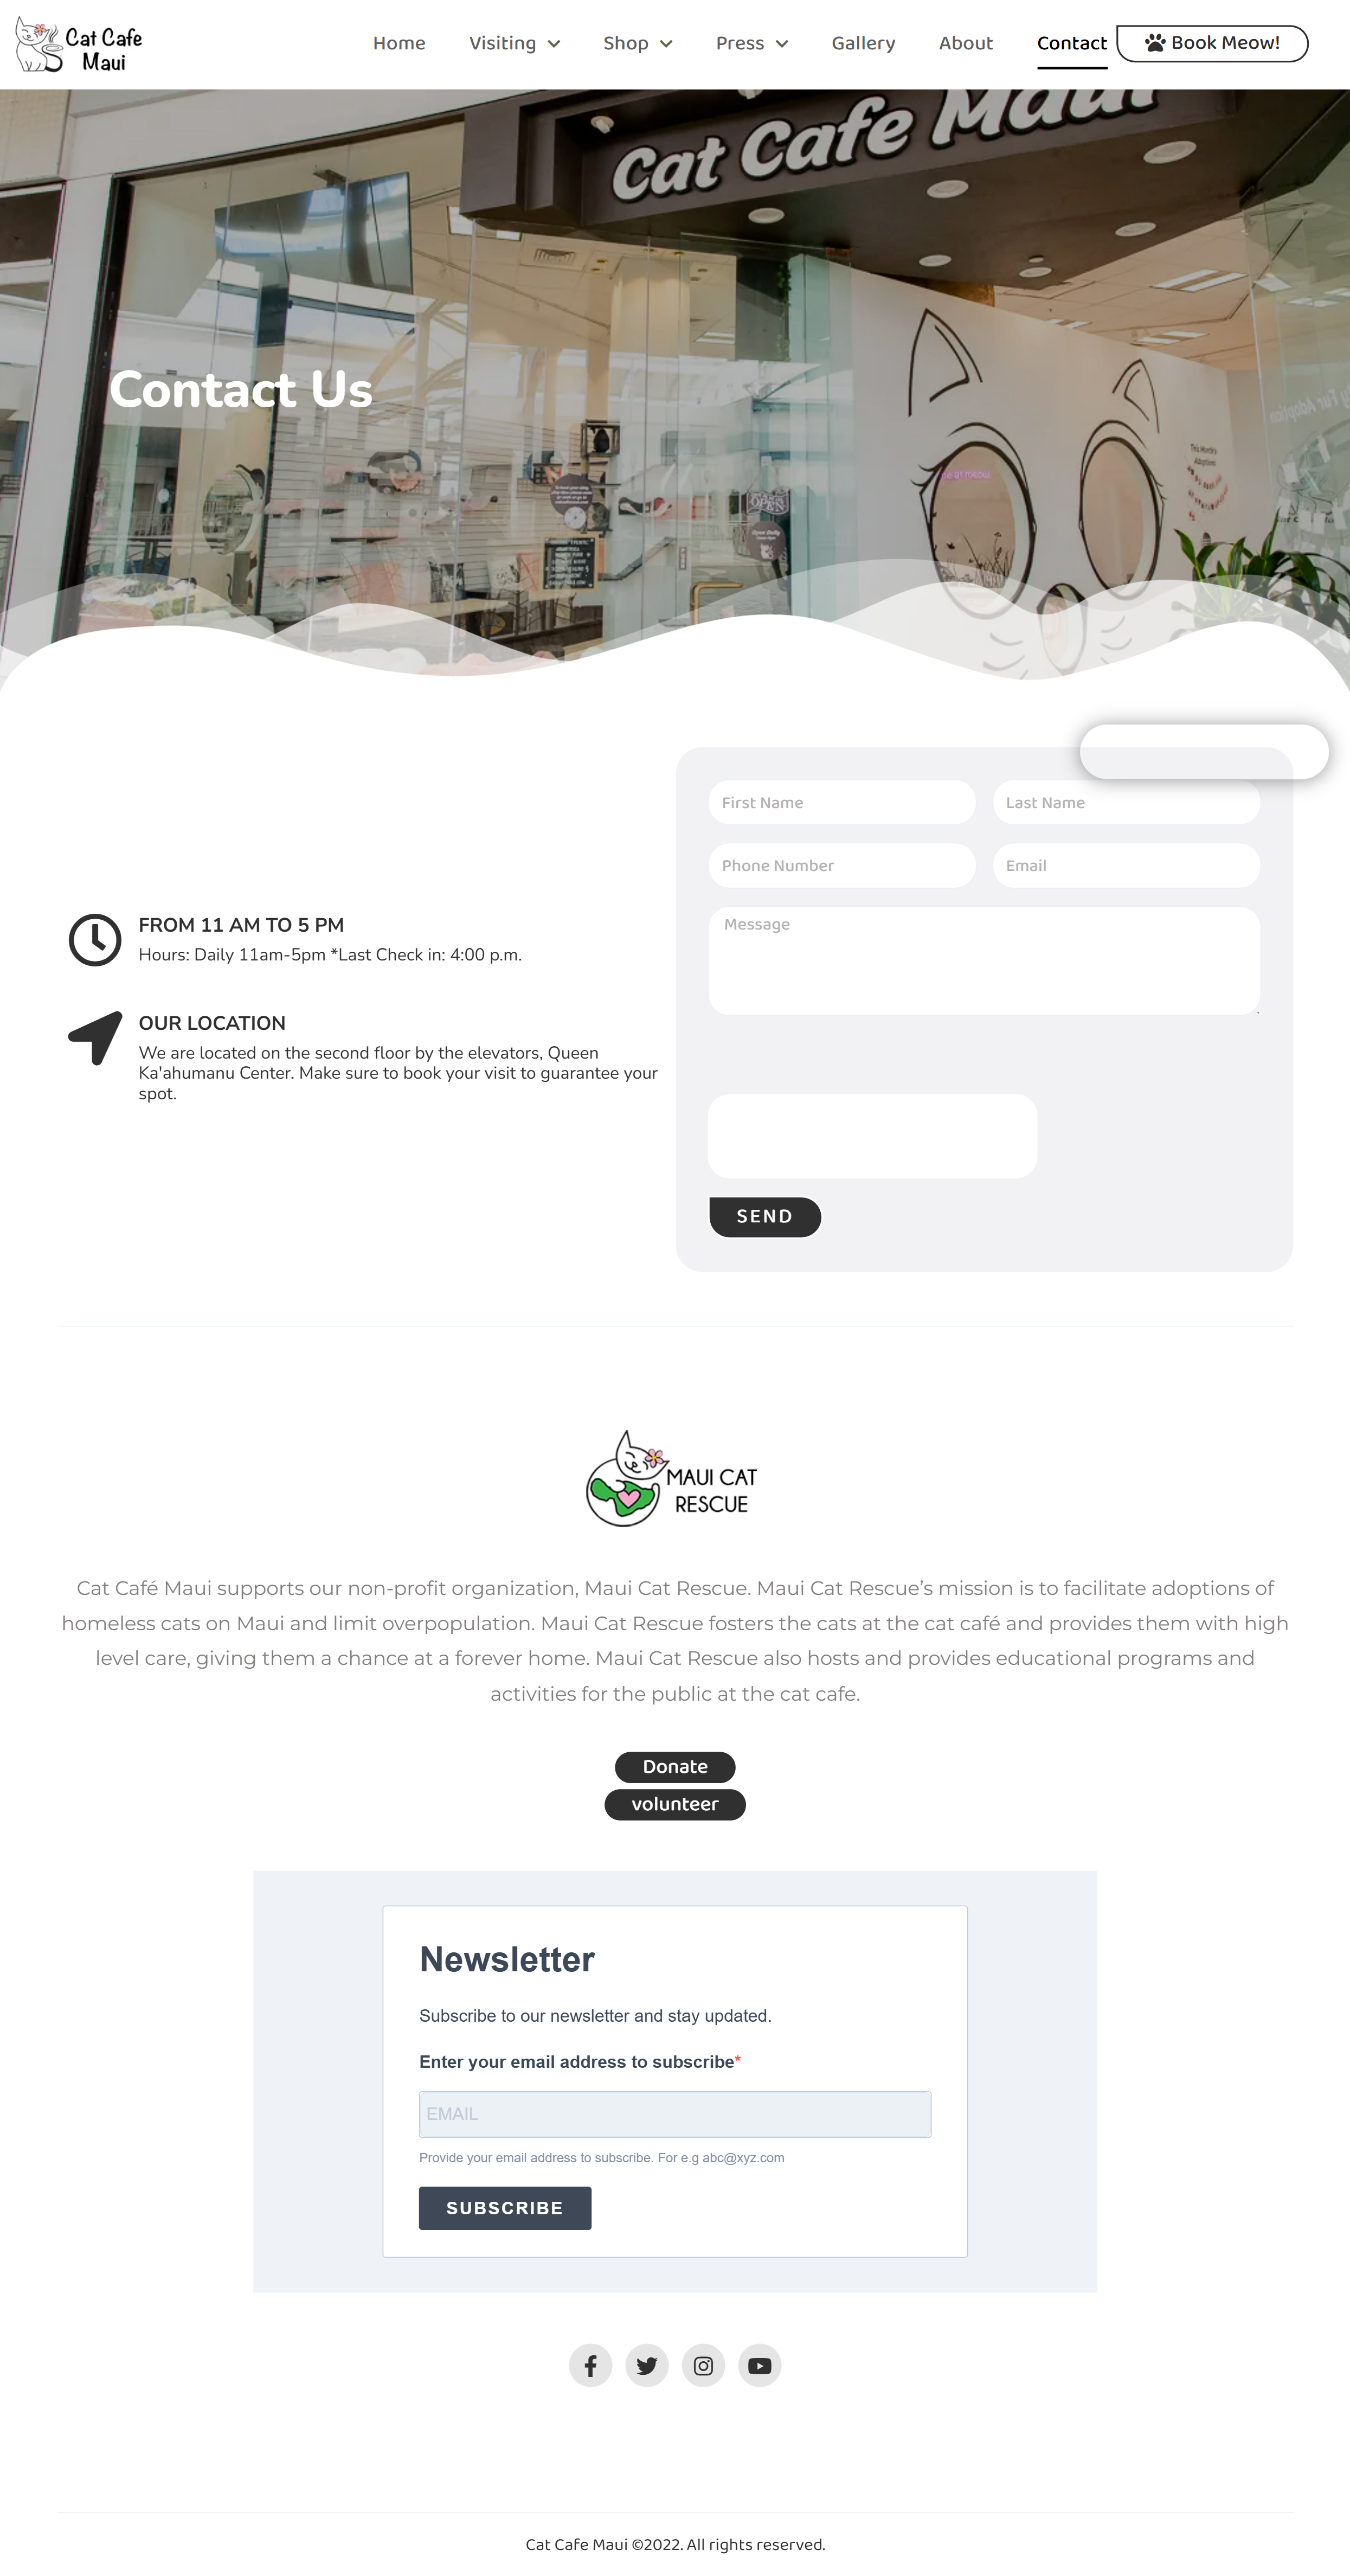 Cat Cafe
Maui
Home
Visiting
Shop
Press
Gallery
About
Contact
Book Meow!
Cat Cafe Maui
Contact Us
OPEN
This Month's
Adoptions
First Name
Last Name
Phone Number
Email
Message
SEND
FROM 11 AM TO 5 PM
Hours: Daily 11am-5pm *Last Check in: 4:00 p.m.
OUR LOCATION
We are located on the second floor by the elevators, Queen
Ka'ahumanu Center. Make sure to book your visit to guarantee your
spot.
MAUI CAT
RESCUE
Cat Café Maui supports our non-profit organization, Maui Cat Rescue. Maui Cat Rescue’s mission is to facilitate adoptions of
homeless cats on Maui and limit overpopulation. Maui Cat Rescue fosters the cats at the cat café and provides them with high
level care, giving them a chance at a forever home. Maui Cat Rescue also hosts and provides educational programs and
activities for the public at the cat cafe.
Donate
volunteer
Newsletter
Subscribe to our newsletter and stay updated.
Enter your email address to subscribe*
EMAIL
Provide your email address to subscribe. For e.g abc@xyz.com
SUBSCRIBE
Cat Cafe Maui ©2022. All rights reserved.